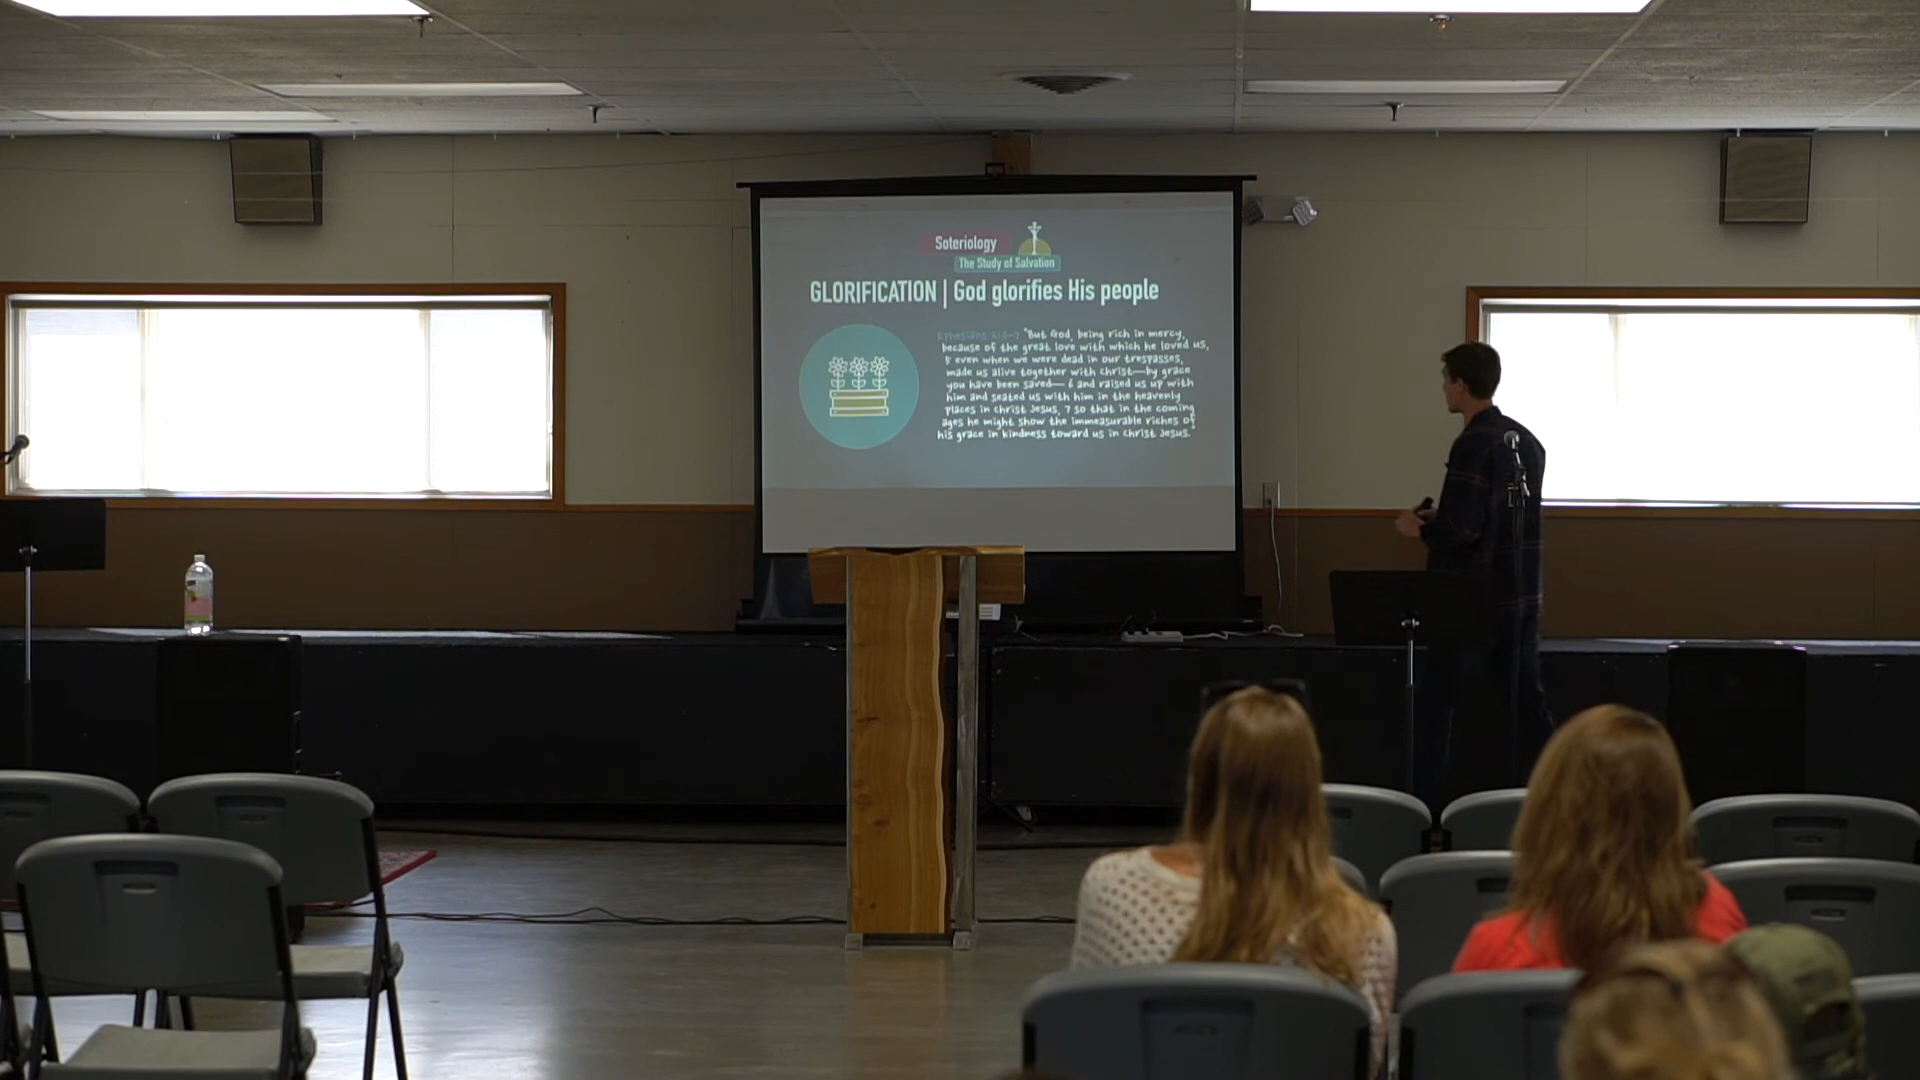 Soteriology
The Study of Salvation
GLORIFICATION | God glorifies His people
Ephesians 2:4-7 "But God, being rich in mercy,
because of the great love with which he loved us,
5 even when we were dead in our trespasses,
made us alive together with Christ—by grace
you have been saved— 6 and raised us up with
him and seated us with him in the heavenly
places in Christ Jesus, 7 so that in the coming
ages he might show the immeasurable riches of
his grace in kindness toward us in Christ Jesus."